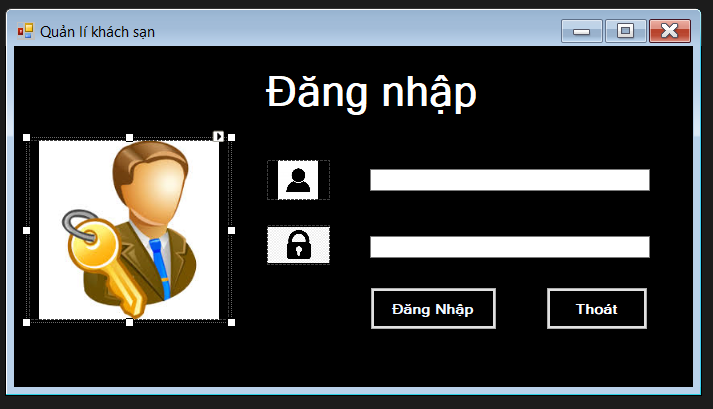 Quản lí khách sạn
Đăng nhập
Đăng Nhập
Thoát